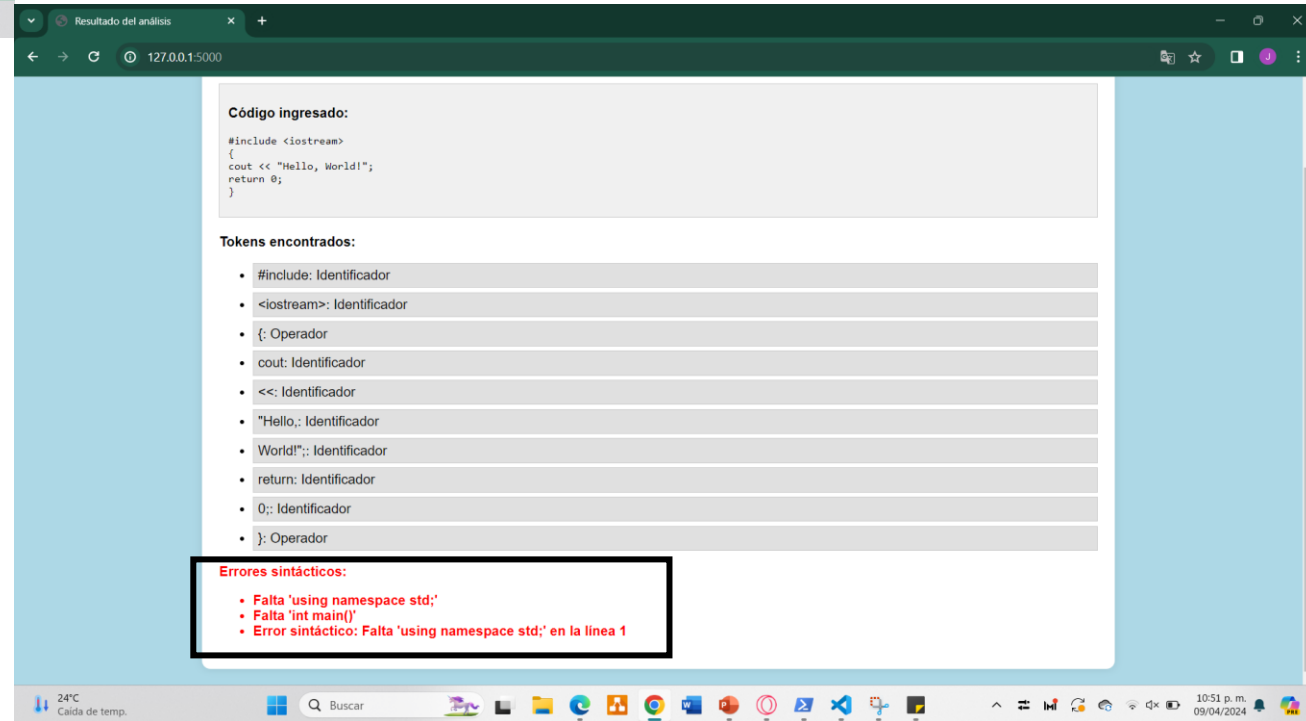 Resultado del análisis
127.0.0.1:5000
J
Código ingresado:
#include <iostream>
{
cout << "Hello, World!";
return 0;
}
Tokens encontrados:
#include: Identificador
<iostream>: Identificador
{: Operador
cout: Identificador
<<: Identificador
"Hello,: Identificador
World!";: Identificador
return: Identificador
0;: Identificador
}: Operador
Errores sintácticos:
Falta 'using namespace std;'
Falta 'int main()'
Error sintáctico: Falta 'using namespace std;' en la línea 1
24°C
Caída de temp.
Buscar
10:51 p. m.
09/04/2024